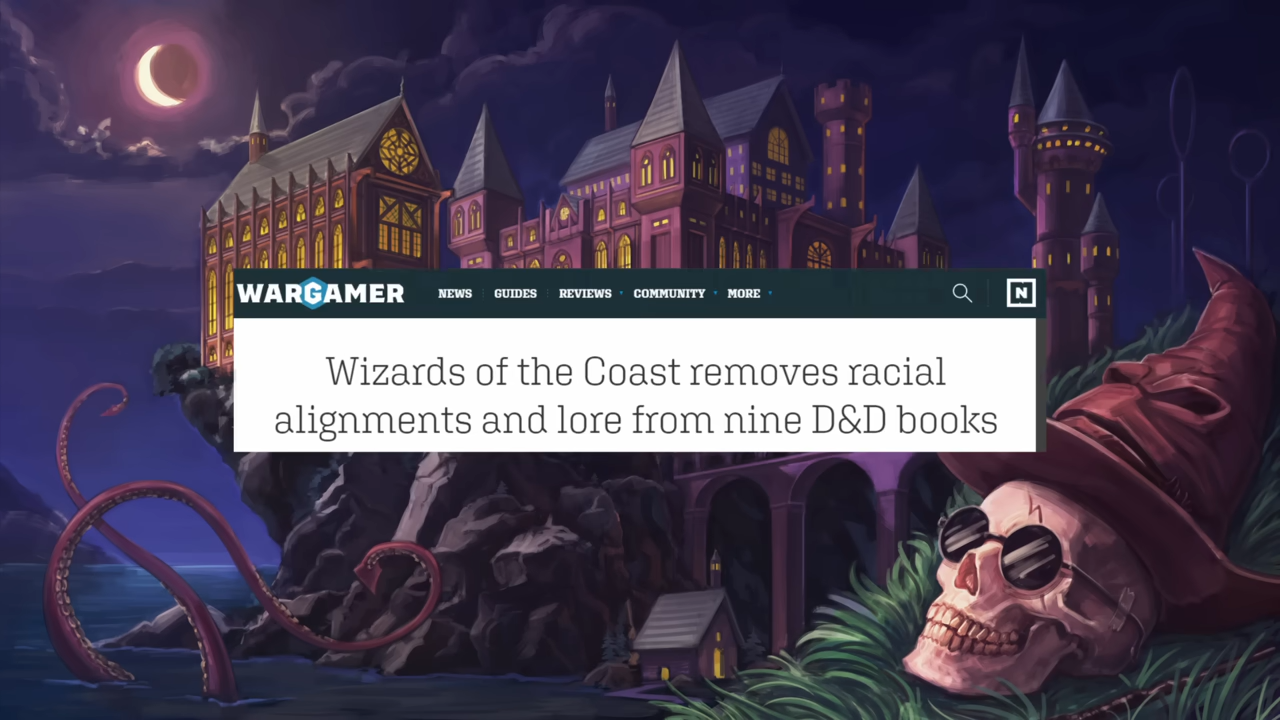 WARGAMER NEWS GUIDES REVIEWS COMMUNITY MORE N
Wizards of the Coast removes racial
alignments and lore from nine D&D books